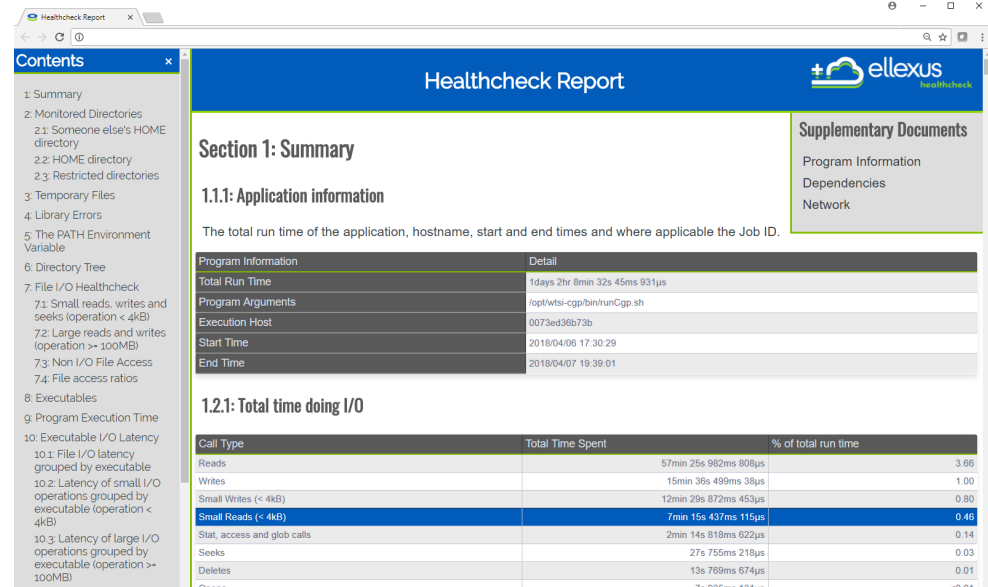 Healthcheck Report
Contents
×
1: Summary
2: Monitored Directories
2.1: Someone else's HOME
directory
2.2: HOME directory
2.3: Restricted directories
3: Temporary Files
4: Library Errors
5: The PATH Environment
Variable
6: Directory Tree
7: File I/O Healthcheck
7.1: Small reads, writes and
seeks (operation < 4kB)
7.2: Large reads and writes
(operation >= 100MB)
7.3: Non I/O File Access
7.4: File access ratios
8: Executables
9: Program Execution Time
10: Executable I/O Latency
10.1: File I/O latency
grouped by executable
10.2: Latency of small I/O
operations grouped by
executable (operation <
4kB)
10.3: Latency of large I/O
operations grouped by
executable (operation >=
100MB)
Healthcheck Report
ellexus
healthcheck
Supplementary Documents
Program Information
Dependencies
Network
Section 1: Summary
1.1.1: Application information
The total run time of the application, hostname, start and end times and where applicable the Job ID.
Program Information Detail
Total Run Time 1days 2hr 8min 32s 45ms 931µs
Program Arguments /opt/wtsi-cgp/bin/runCgp.sh
Execution Host 0073ed36b73b
Start Time 2018/04/06 17:30:29
End Time 2018/04/07 19:39:01
1.2.1: Total time doing I/O
Call Type Total Time Spent % of total run time
Reads 57min 25s 982ms 808µs 3.66
Writes 15min 36s 499ms 38µs 1.00
Small Writes (< 4kB) 12min 29s 872ms 453µs 0.80
Small Reads (< 4kB) 7min 15s 437ms 115µs 0.46
Stat, access and glob calls 2min 14s 818ms 622µs 0.14
Seeks 27s 755ms 218µs 0.03
Deletes 13s 769ms 674µs 0.01